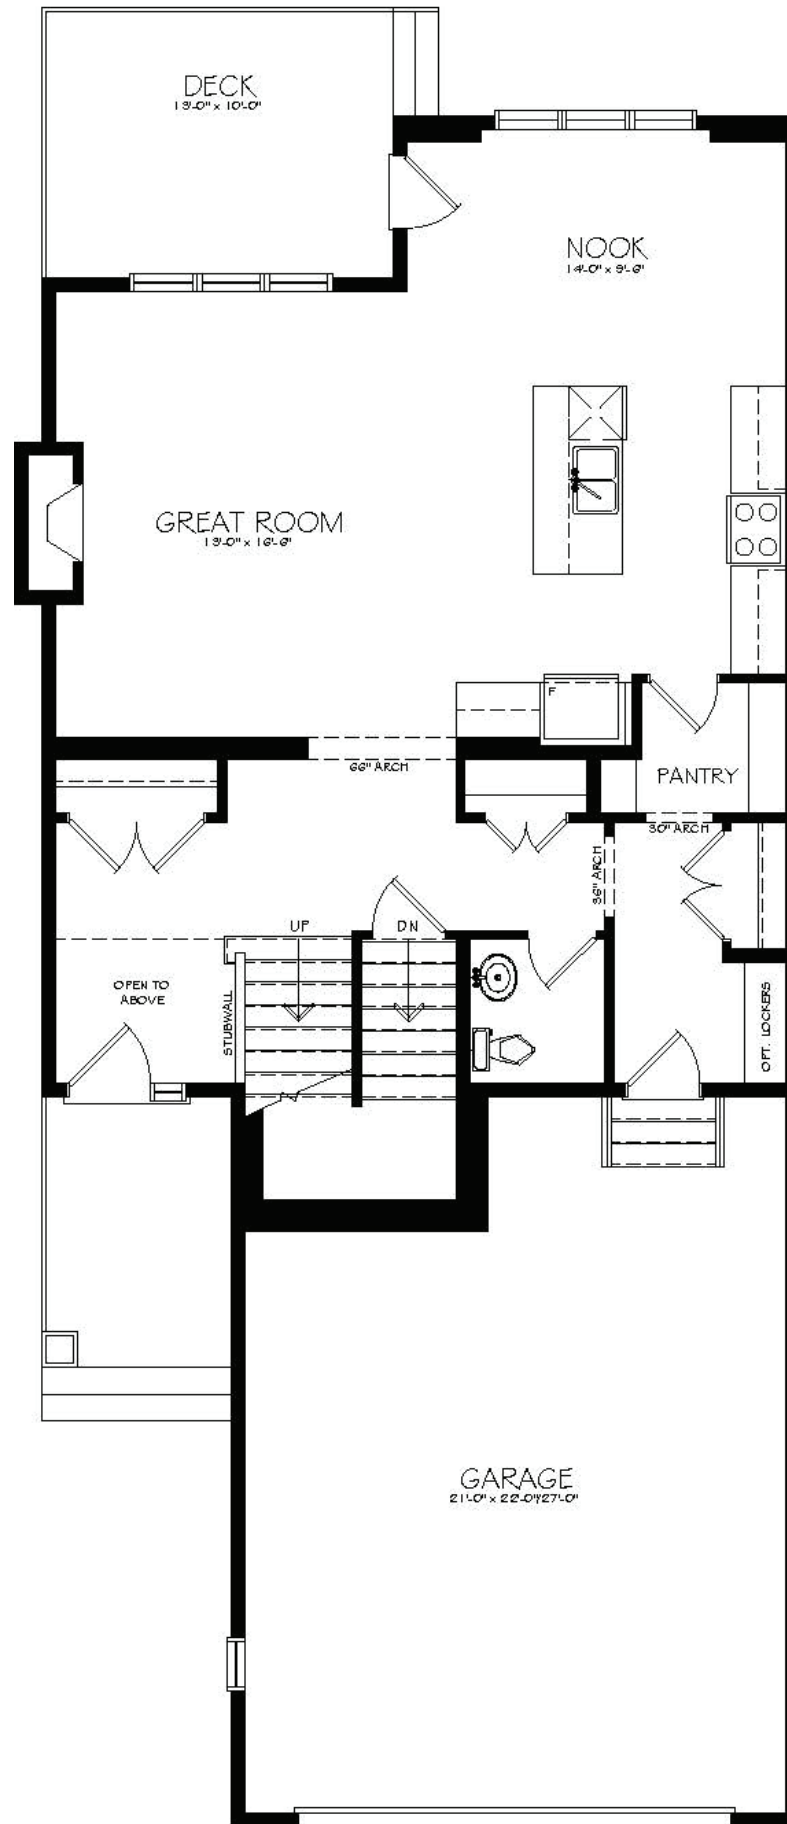 DECK
13'-0" x 10'-0"
NOOK
14'-0" x 9'-6"
GREAT ROOM
13'-0" x 16'-6"
F
66" ARCH
PANTRY
30" ARCH
36" ARCH
UP
DN
OPEN TO
ABOVE
STUBWALL
OPT. LOCKERS
GARAGE
21'-0" x 22'-0"/27'-0"